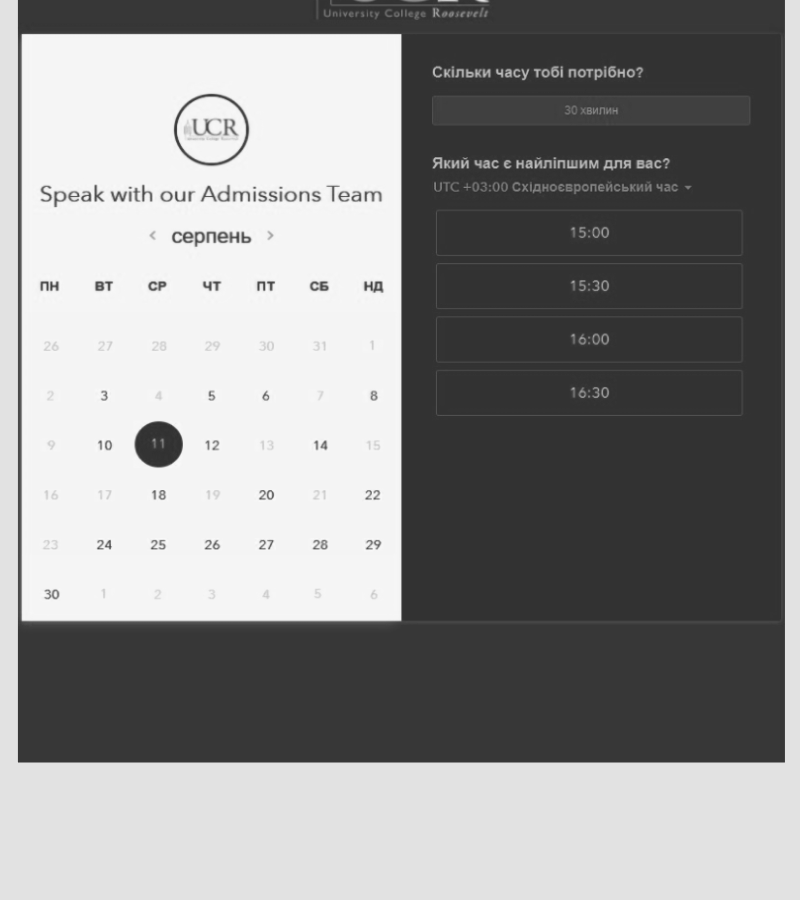 University College Roosevelt
UCR
Speak with our Admissions Team
< серпень >
ПН ВТ СР ЧТ ПТ СБ НД
26 27 28 29 30 31 1
2 3 4 5 6 7 8
9 10 11 12 13 14 15
16 17 18 19 20 21 22
23 24 25 26 27 28 29
30 1 2 3 4 5 6
Скільки часу тобі потрібно?
30 хвилин
Який час є найліпшим для вас?
UTC +03:00 Східноєвропейський час
15:00
15:30
16:00
16:30